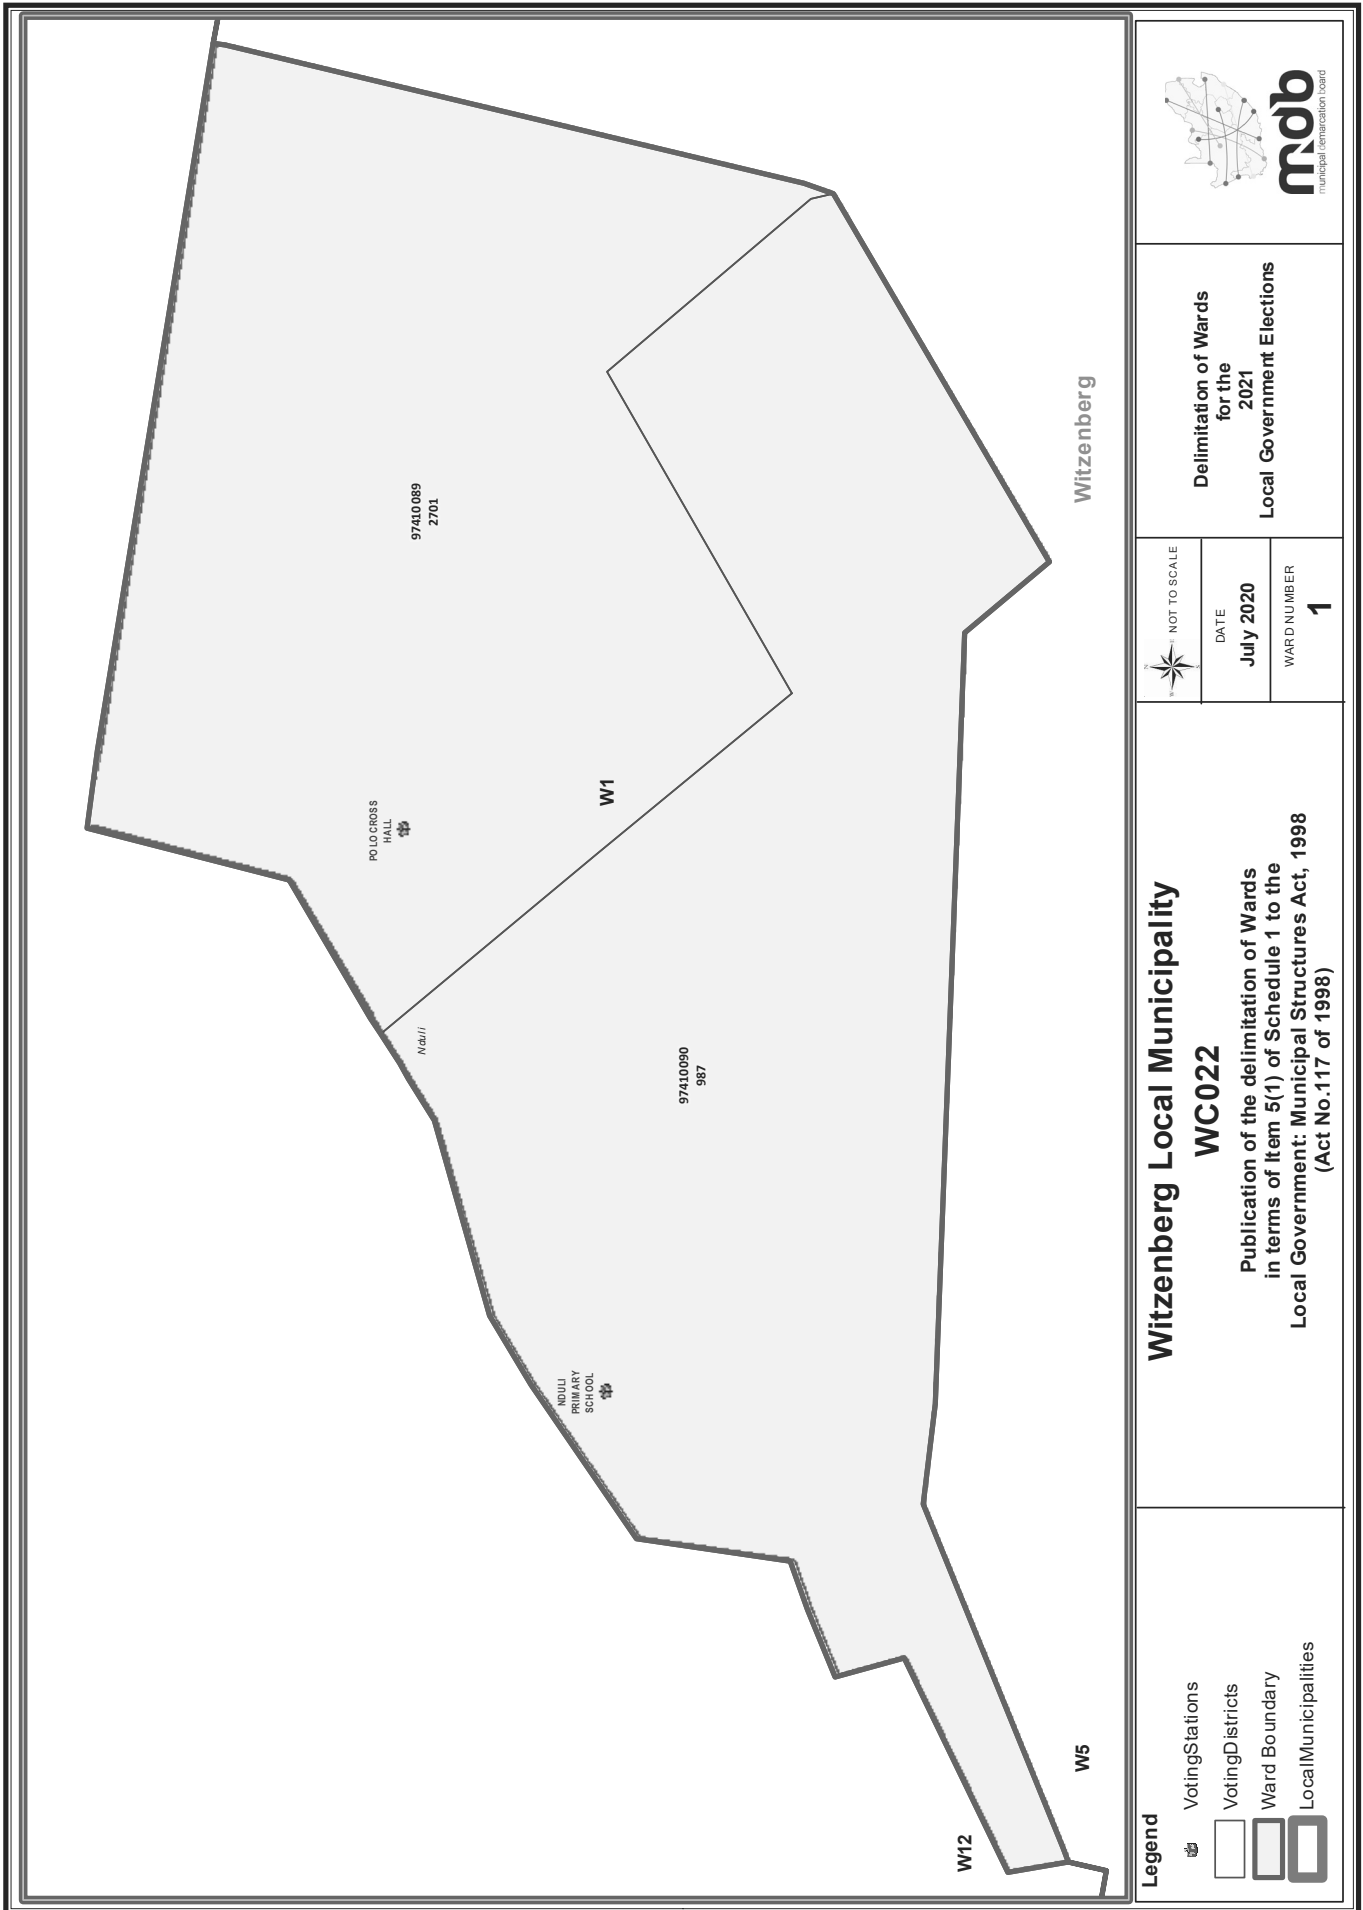 97410089
2701
POLO CROSS
HALL
W1
Nduli
97410090
987
NDULI
PRIMARY
SCHOOL
W12
W5
Witzenberg
Legend
VotingStations
VotingDistricts
Ward Boundary
LocalMunicipalities
Witzenberg Local Municipality
WC022
Publication of the delimitation of Wards
in terms of Item 5(1) of Schedule 1 to the
Local Government: Municipal Structures Act, 1998
(Act No.117 of 1998)
N
W E
S
NOT TO SCALE
DATE
July 2020
WARD NUMBER
1
Delimitation of Wards
for the
2021
Local Government Elections
mdb
municipal demarcation board